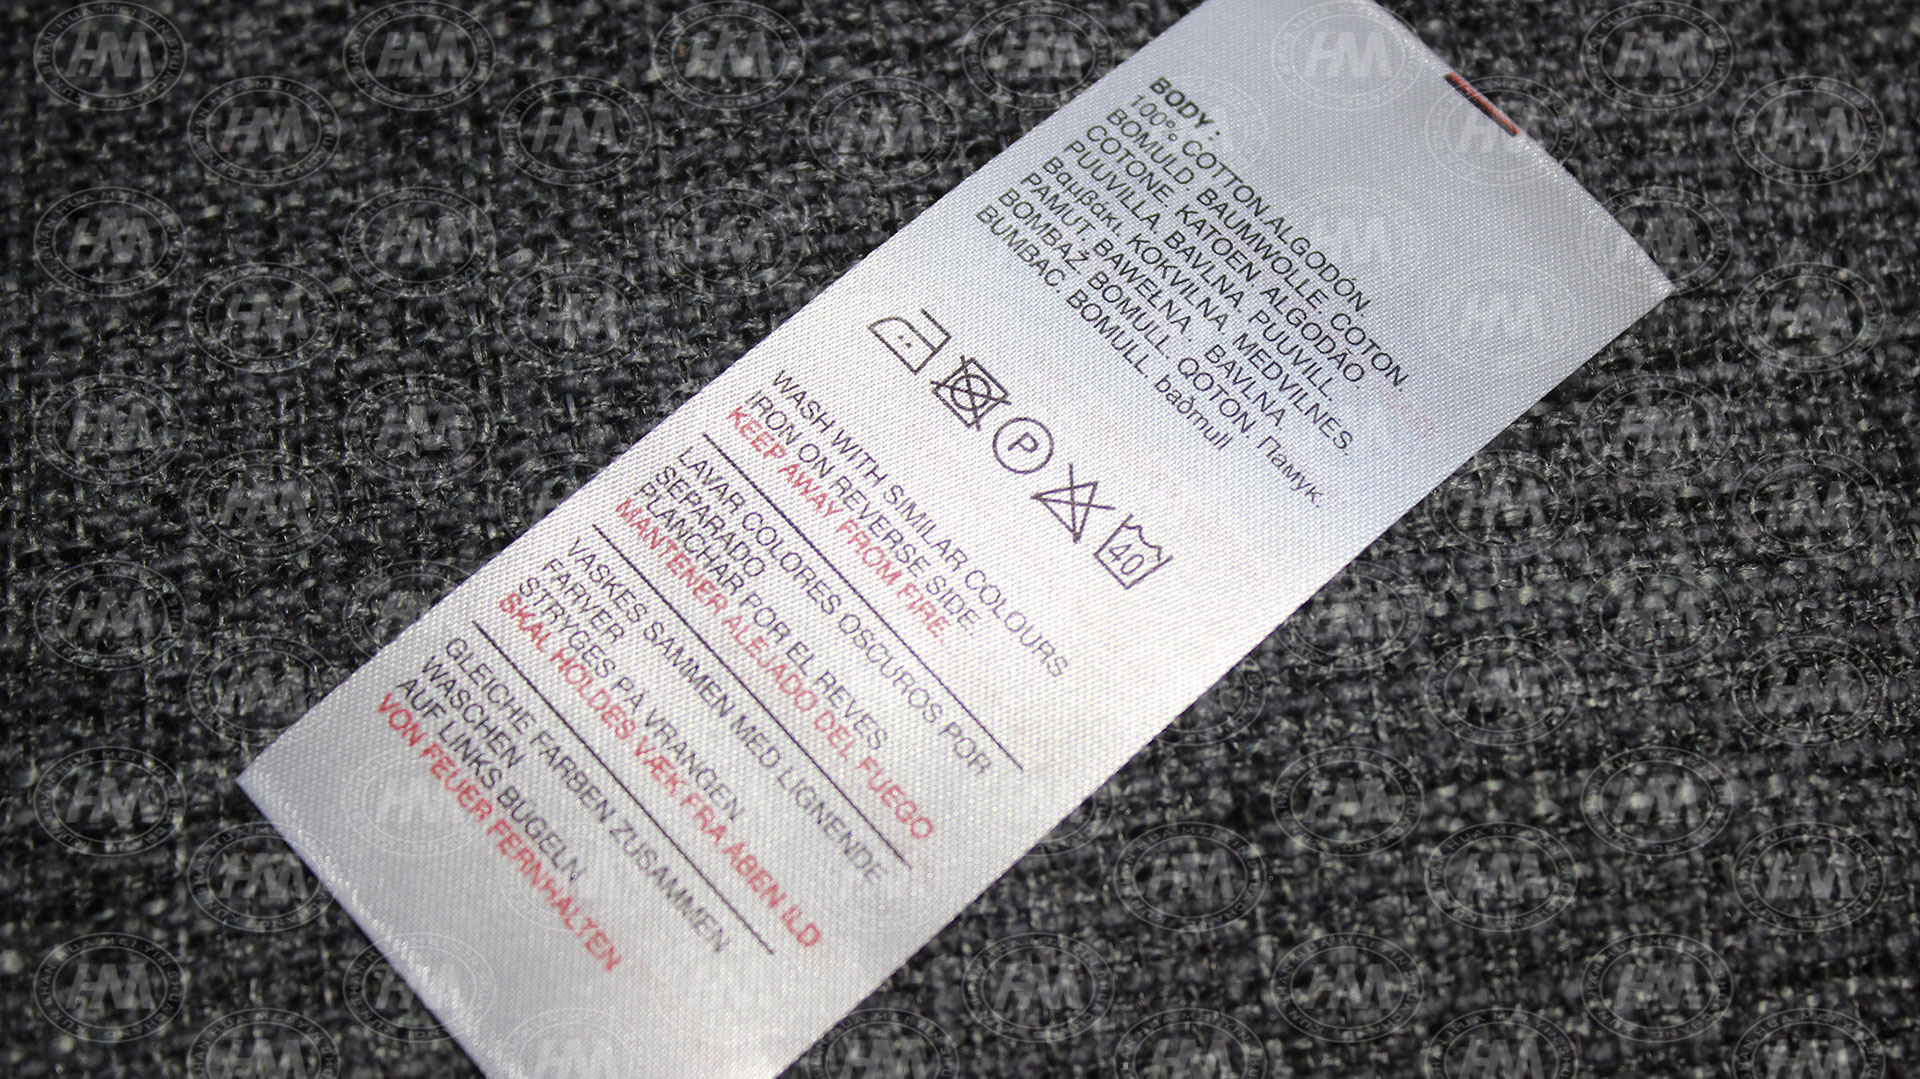 BODY :
100% COTTON.ALGODÓN.
BOMULD. BAUMWOLLE. COTON
COTONE. KATOEN. ALGODAO
PUUVILLA. BAVLNA. PUUVILL.
Βαμβάκι. KOKVILNA. MEDVILNES.
PAMUT. BAWEŁNA . BAVLNA.
BOMBAŽ. BOMULL. QOTON. Памук.
BUMBAC. BOMULL. baðmull
P
40
WASH WITH SIMILAR COLOURS
IRON ON REVERSE SIDE.
KEEP AWAY FROM FIRE.
LAVAR COLORES OSCUROS POR
SEPARADO
PLANCHAR POR EL REVES
MANTENER ALEJADO DEL FUEGO
VASKES SAMMEN MED LIGNENDE
FARVER
STRYGES PÅ VRANGEN
SKAL HOLDES VÆK FRA ÅBEN ILD
GLEICHE FARBEN ZUSAMMEN
WASCHEN
AUF LINKS BÜGELN
VON FEUER FERNHALTEN